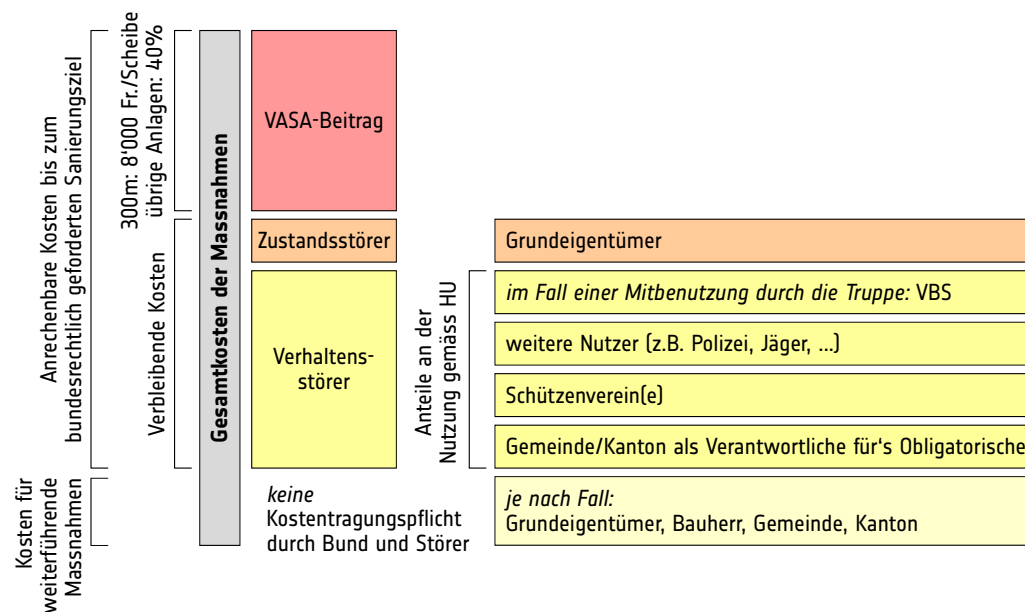 Anrechenbare Kosten bis zum
bundesrechtlich geforderten Sanierungsziel
300m: 8'000 Fr./Scheibe
übrige Anlagen: 40%
Verbleibende Kosten
Kosten für
weiterführende
Massnahmen
Gesamtkosten der Massnahmen
VASA-Beitrag
Zustandsstörer
Verhaltens-
störer
keine
Kostentragungspflicht
durch Bund und Störer
Anteile an der
Nutzung gemäss HU
Grundeigentümer
im Fall einer Mitbenutzung durch die Truppe: VBS
weitere Nutzer (z.B. Polizei, Jäger, ...)
Schützenverein(e)
Gemeinde/Kanton als Verantwortliche für's Obligatorische
je nach Fall:
Grundeigentümer, Bauherr, Gemeinde, Kanton